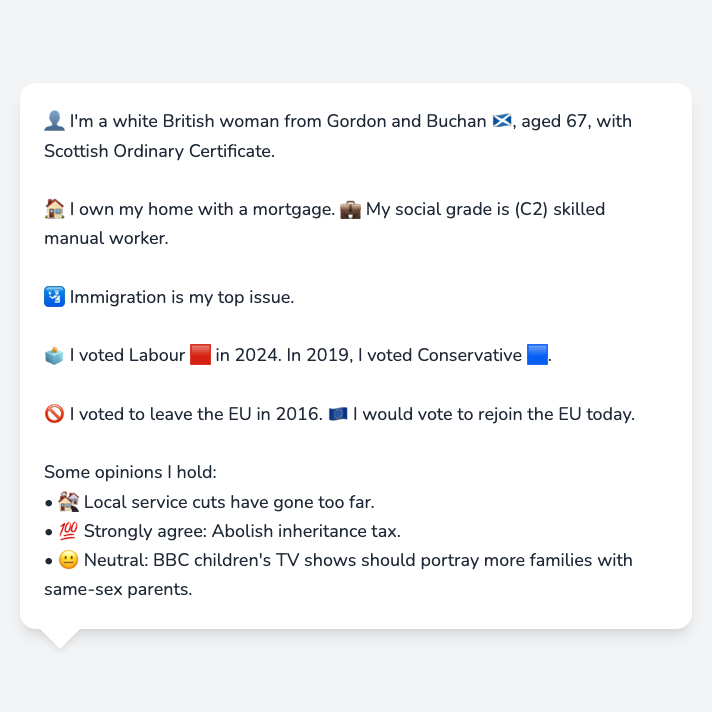 👤 I'm a white British woman from Gordon and Buchan 🏴󠁧󠁢󠁳󠁣󠁴󠁿, aged 67, with
Scottish Ordinary Certificate.
🏠 I own my home with a mortgage. 💼 My social grade is (C2) skilled
manual worker.
🛂 Immigration is my top issue.
🗳️ I voted Labour 🟥 in 2024. In 2019, I voted Conservative 🟦.
🚫 I voted to leave the EU in 2016. 🇪🇺 I would vote to rejoin the EU today.
Some opinions I hold:
• 🏚️ Local service cuts have gone too far.
• 💯 Strongly agree: Abolish inheritance tax.
• 😐 Neutral: BBC children's TV shows should portray more families with
same-sex parents.